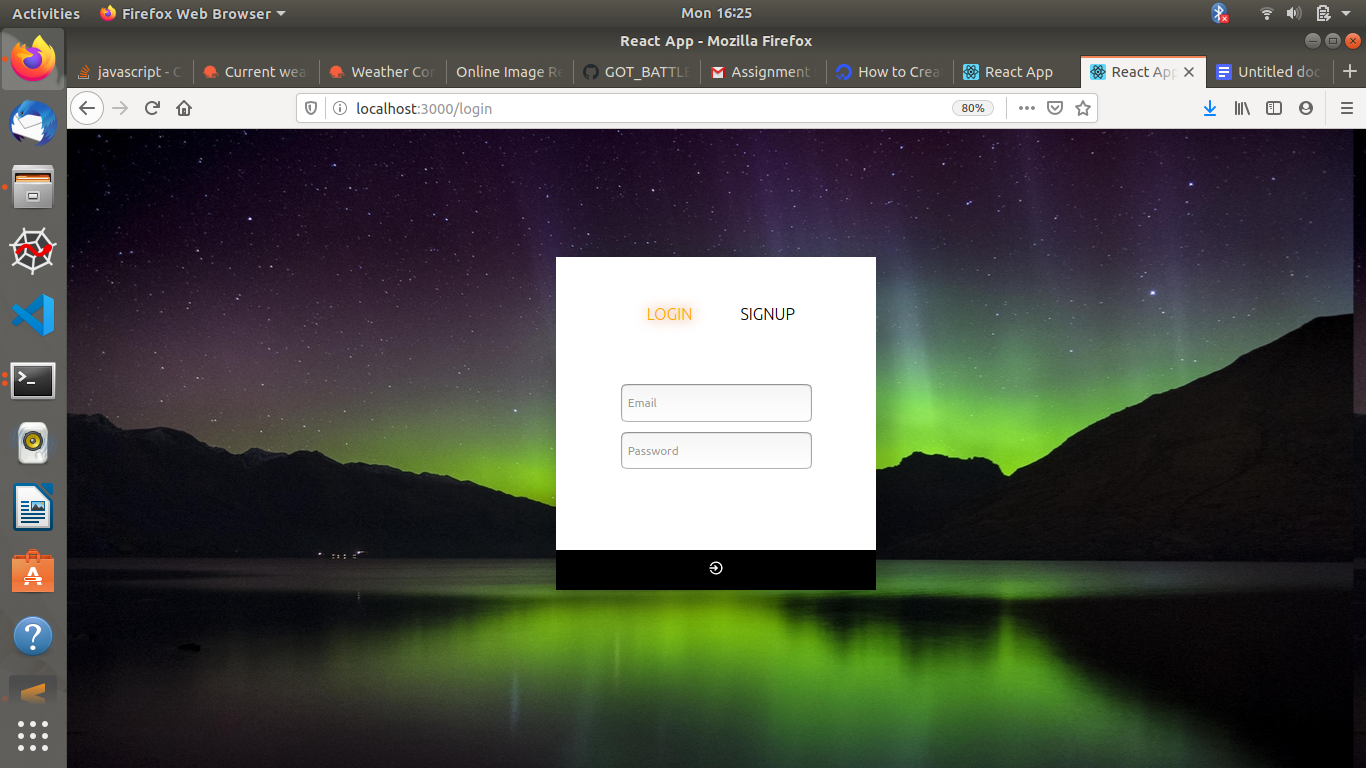 Activities Firefox Web Browser Mon 16:25
React App - Mozilla Firefox
javascript - C Current wea Weather Cor Online Image Re GOT_BATTLE Assignment How to Crea React App React App Untitled doc
localhost:3000/login 80%
LOGIN SIGNUP
Email
Password